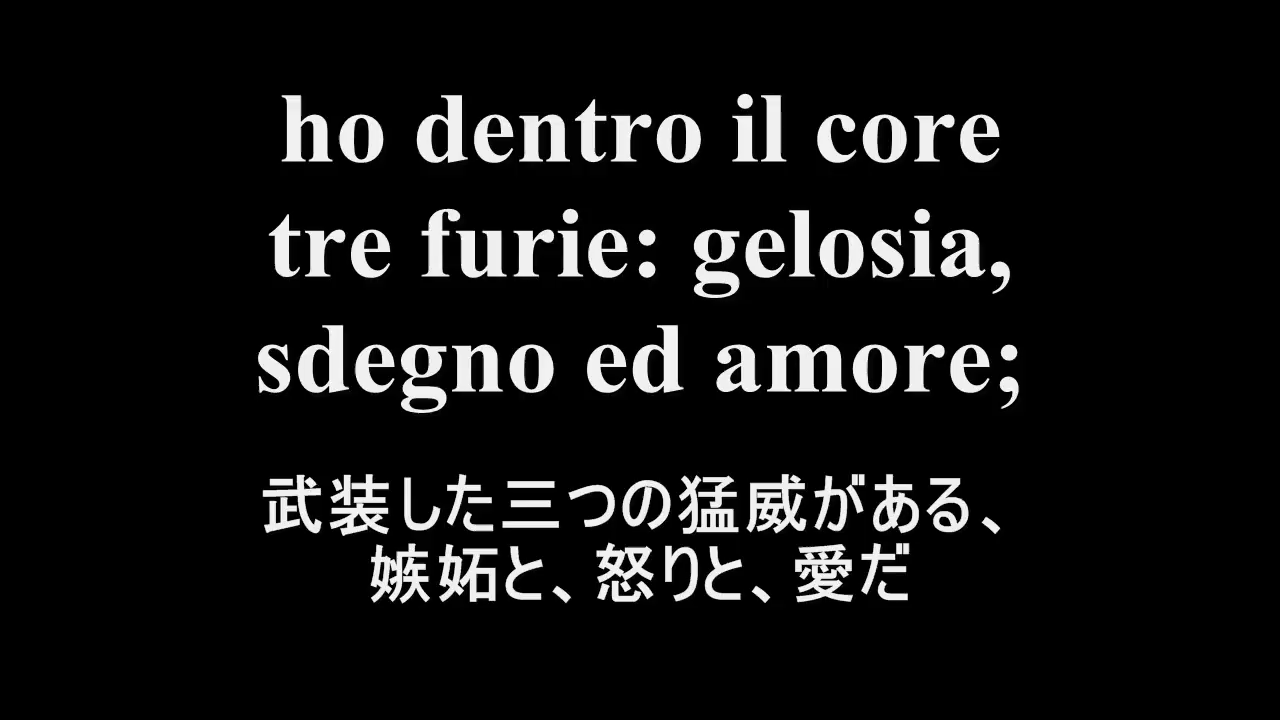 ho dentro il core
tre furie: gelosia,
sdegno ed amore;
武装した三つの猛威がある、
嫉妬と、怒りと、愛だ